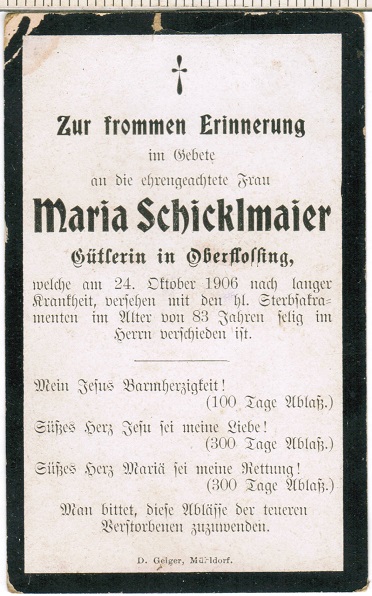 Zur frommen Erinnerung
im Gebete
an die ehrengeachtete Frau
Maria Schicklmaier
Gütlerin in Oberflossing,
welche am 24. Oktober 1906 nach langer
Krankheit, versehen mit den hl. Sterbsakra-
menten im Alter von 83 Jahren selig im
Herrn verschieden ist.
Mein Jesus Barmherzigkeit!
(100 Tage Ablaß.)
Süßes Herz Jesu sei meine Liebe!
(300 Tage Ablaß.)
Süßes Herz Mariä sei meine Rettung!
(300 Tage Ablaß.)
Man bittet, diese Ablässe der teueren
Verstorbenen zuzuwenden.
D. Geiger, Mühldorf.